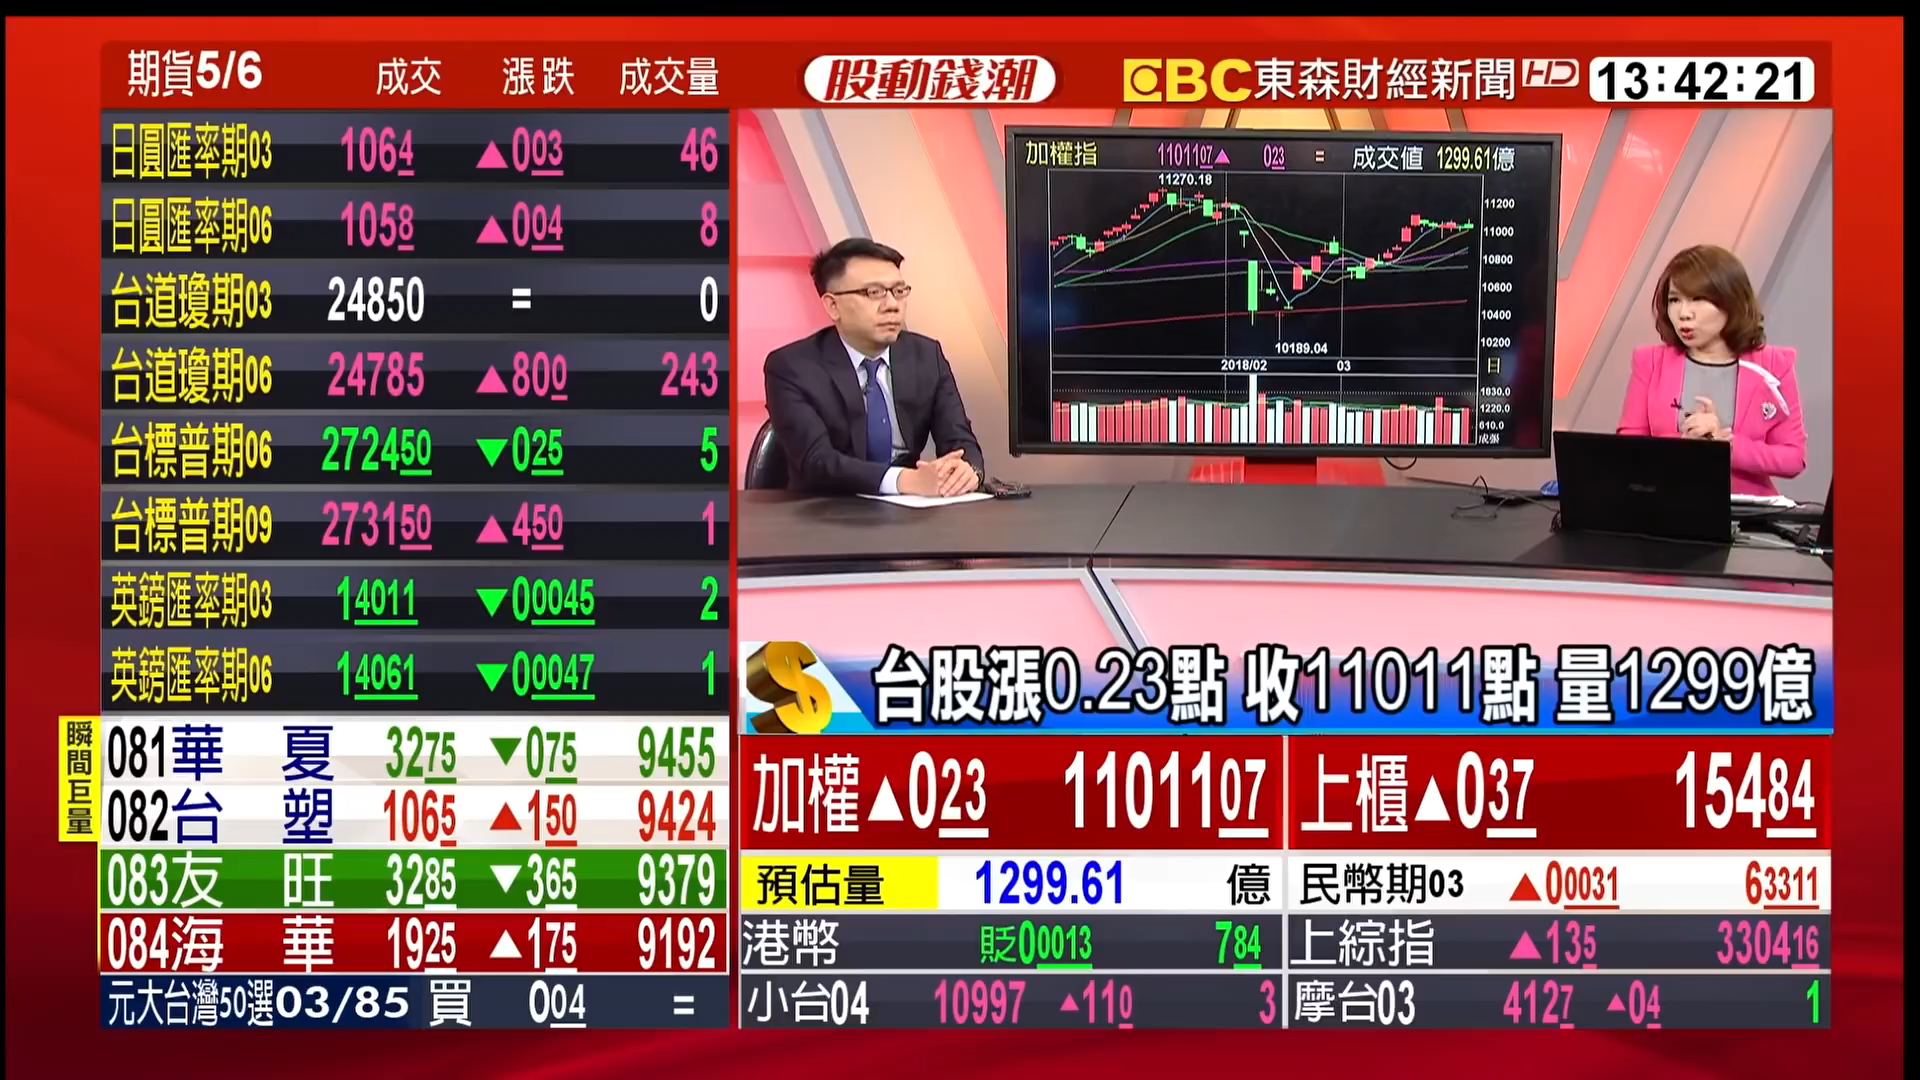 期貨5/6 成交 漲跌 成交量
股動錢潮
EBC東森財經新聞HD 13:42:21
日圓匯率期03 1064 ▲003 46
日圓匯率期06 1058 ▲004 8
台道瓊期03 24850 = 0
台道瓊期06 24785 ▲800 243
台標普期06 272450 ▼025 5
台標普期09 273150 ▲450 1
英鎊匯率期03 14011 ▼00045 2
英鎊匯率期06 14061 ▼00047 1
瞬間巨量
081華夏 3275 ▼075 9455
082台塑 1065 ▲150 9424
083友旺 3285 ▼365 9379
084海華 1925 ▲175 9192
元大台灣50選03/85 買 004 =
加權指 1101107▲ 023 = 成交值 1299.61億
11270.18
11200
11000
10800
10600
10400
10200
10189.04
2018/02 03 日
1830.0
1220.0
610.0
成張
台股漲0.23點 收11011點 量1299億
加權▲023 1101107
上櫃▲037 15484
預估量 1299.61 億
民幣期03 ▲00031 63311
港幣 貶00013 784
上綜指 ▲135 330416
小台04 10997 ▲110 3
摩台03 4127 ▲04 1